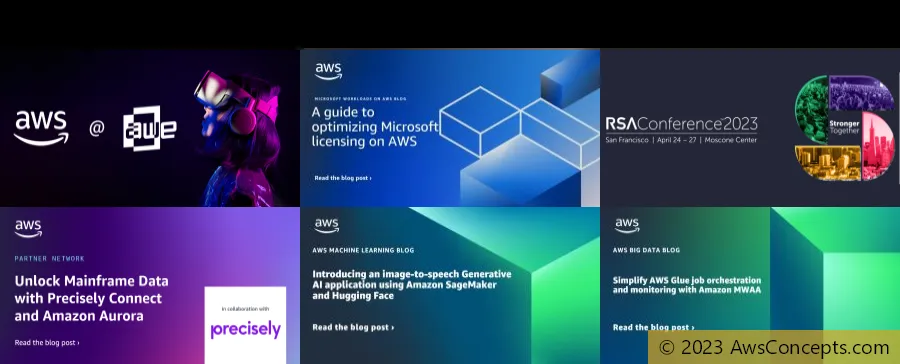 aws
@
awe
aws
MICROSOFT WORKLOADS ON AWS BLOG
A guide to
optimizing Microsoft
licensing on AWS
Read the blog post ›
RSAConference™2023
San Francisco | April 24 – 27 | Moscone Center
Stronger
Together
aws
PARTNER NETWORK
Unlock Mainframe Data
with Precisely Connect
and Amazon Aurora
Read the blog post ›
In collaboration with
precisely
aws
AWS MACHINE LEARNING BLOG
Introducing an image-to-speech Generative
AI application using Amazon SageMaker
and Hugging Face
Read the blog post ›
aws
AWS BIG DATA BLOG
Simplify AWS Glue job orchestration
and monitoring with Amazon MWAA
Read the blog post ›
© 2023 AwsConcepts.com